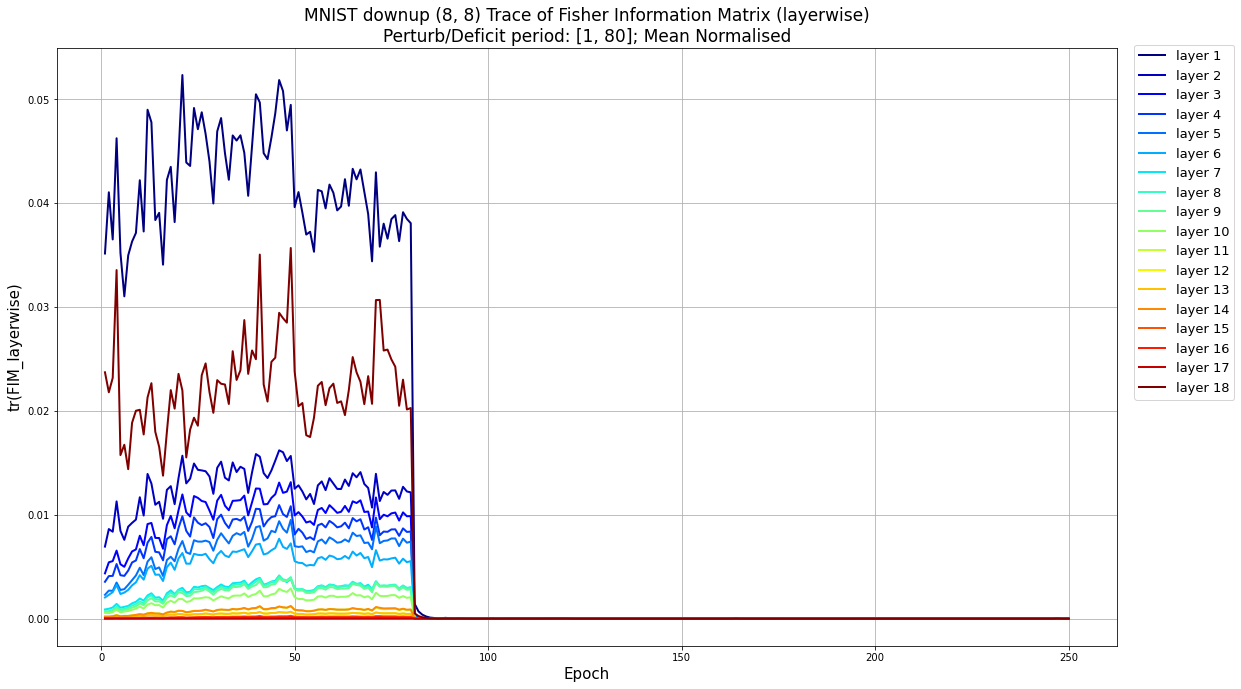 MNIST downup (8, 8) Trace of Fisher Information Matrix (layerwise)
Perturb/Deficit period: [1, 80]; Mean Normalised
tr(FIM_layerwise)
0.05
0.04
0.03
0.02
0.01
0.00
0
50
100
150
200
250
Epoch
layer 1
layer 2
layer 3
layer 4
layer 5
layer 6
layer 7
layer 8
layer 9
layer 10
layer 11
layer 12
layer 13
layer 14
layer 15
layer 16
layer 17
layer 18